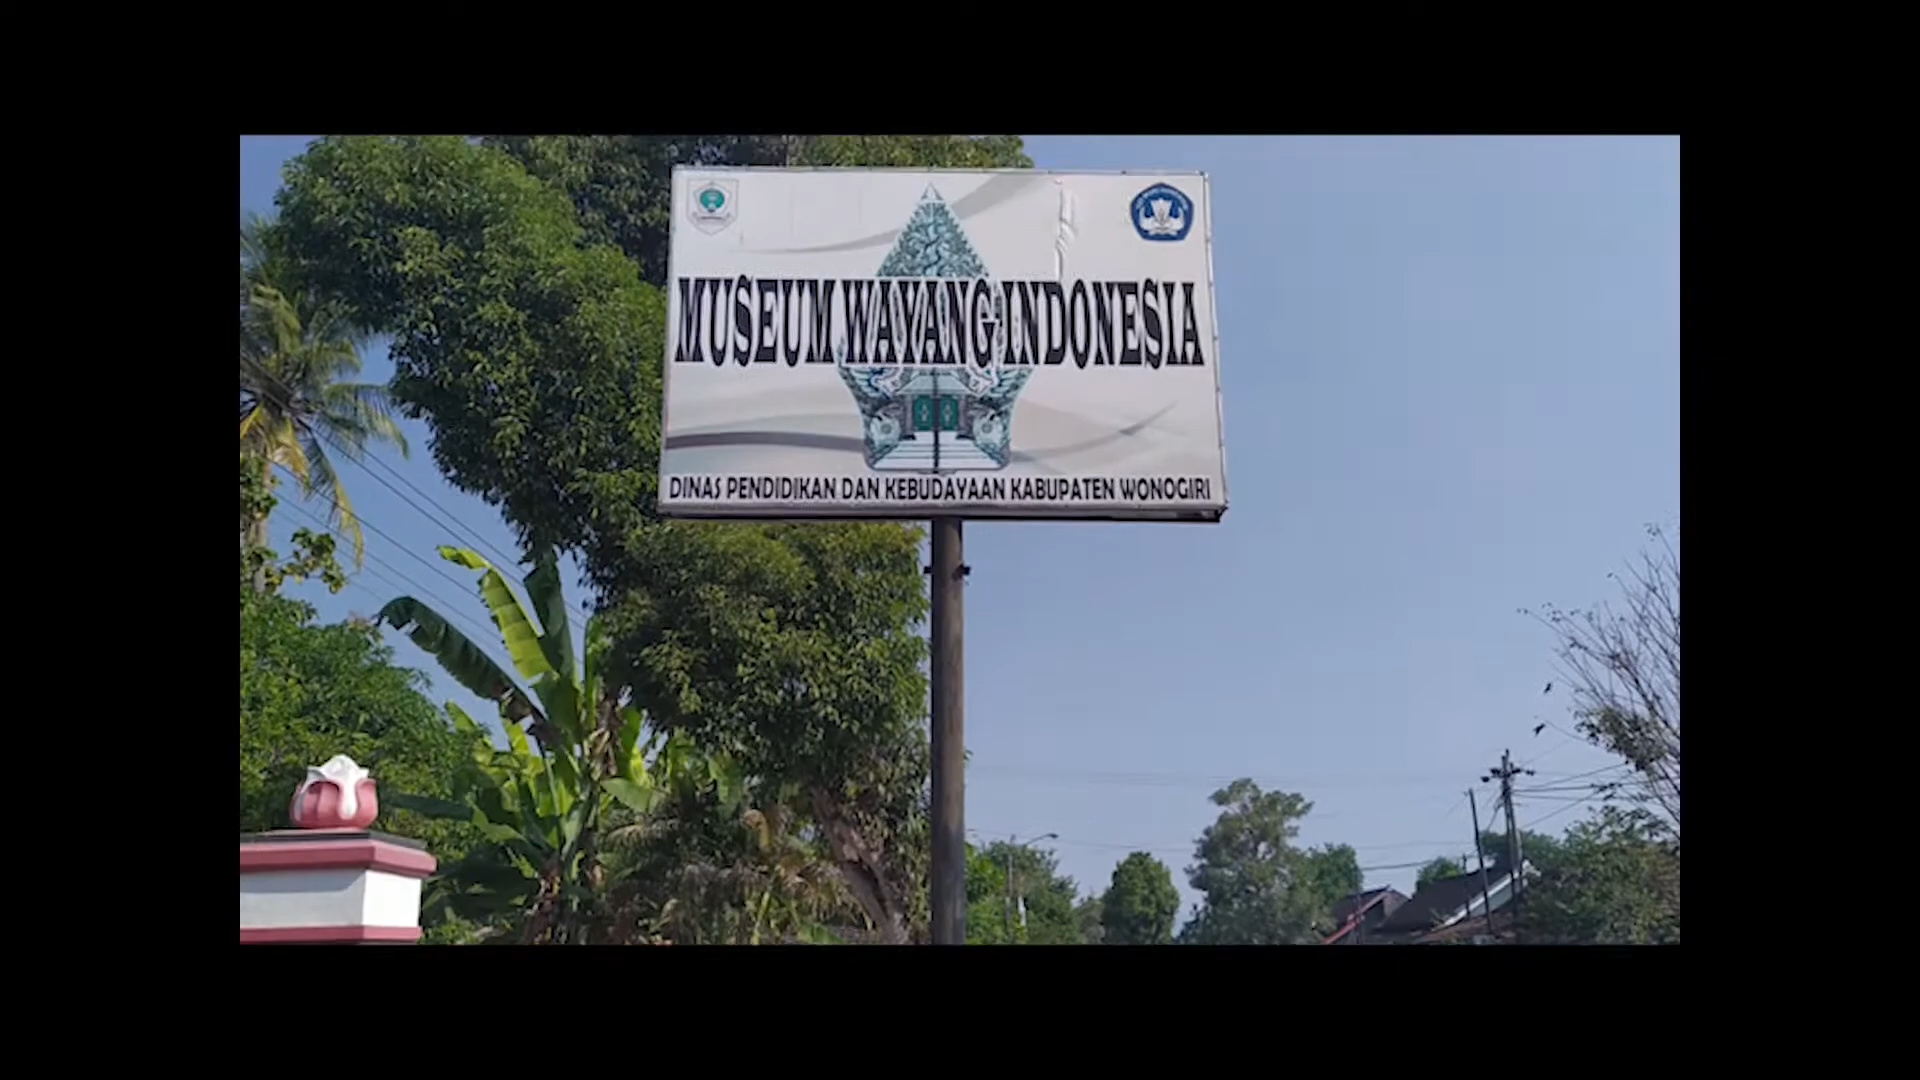 MUSEUM WAYANG INDONESIA
DINAS PENDIDIKAN DAN KEBUDAYAAN KABUPATEN WONOGIRI